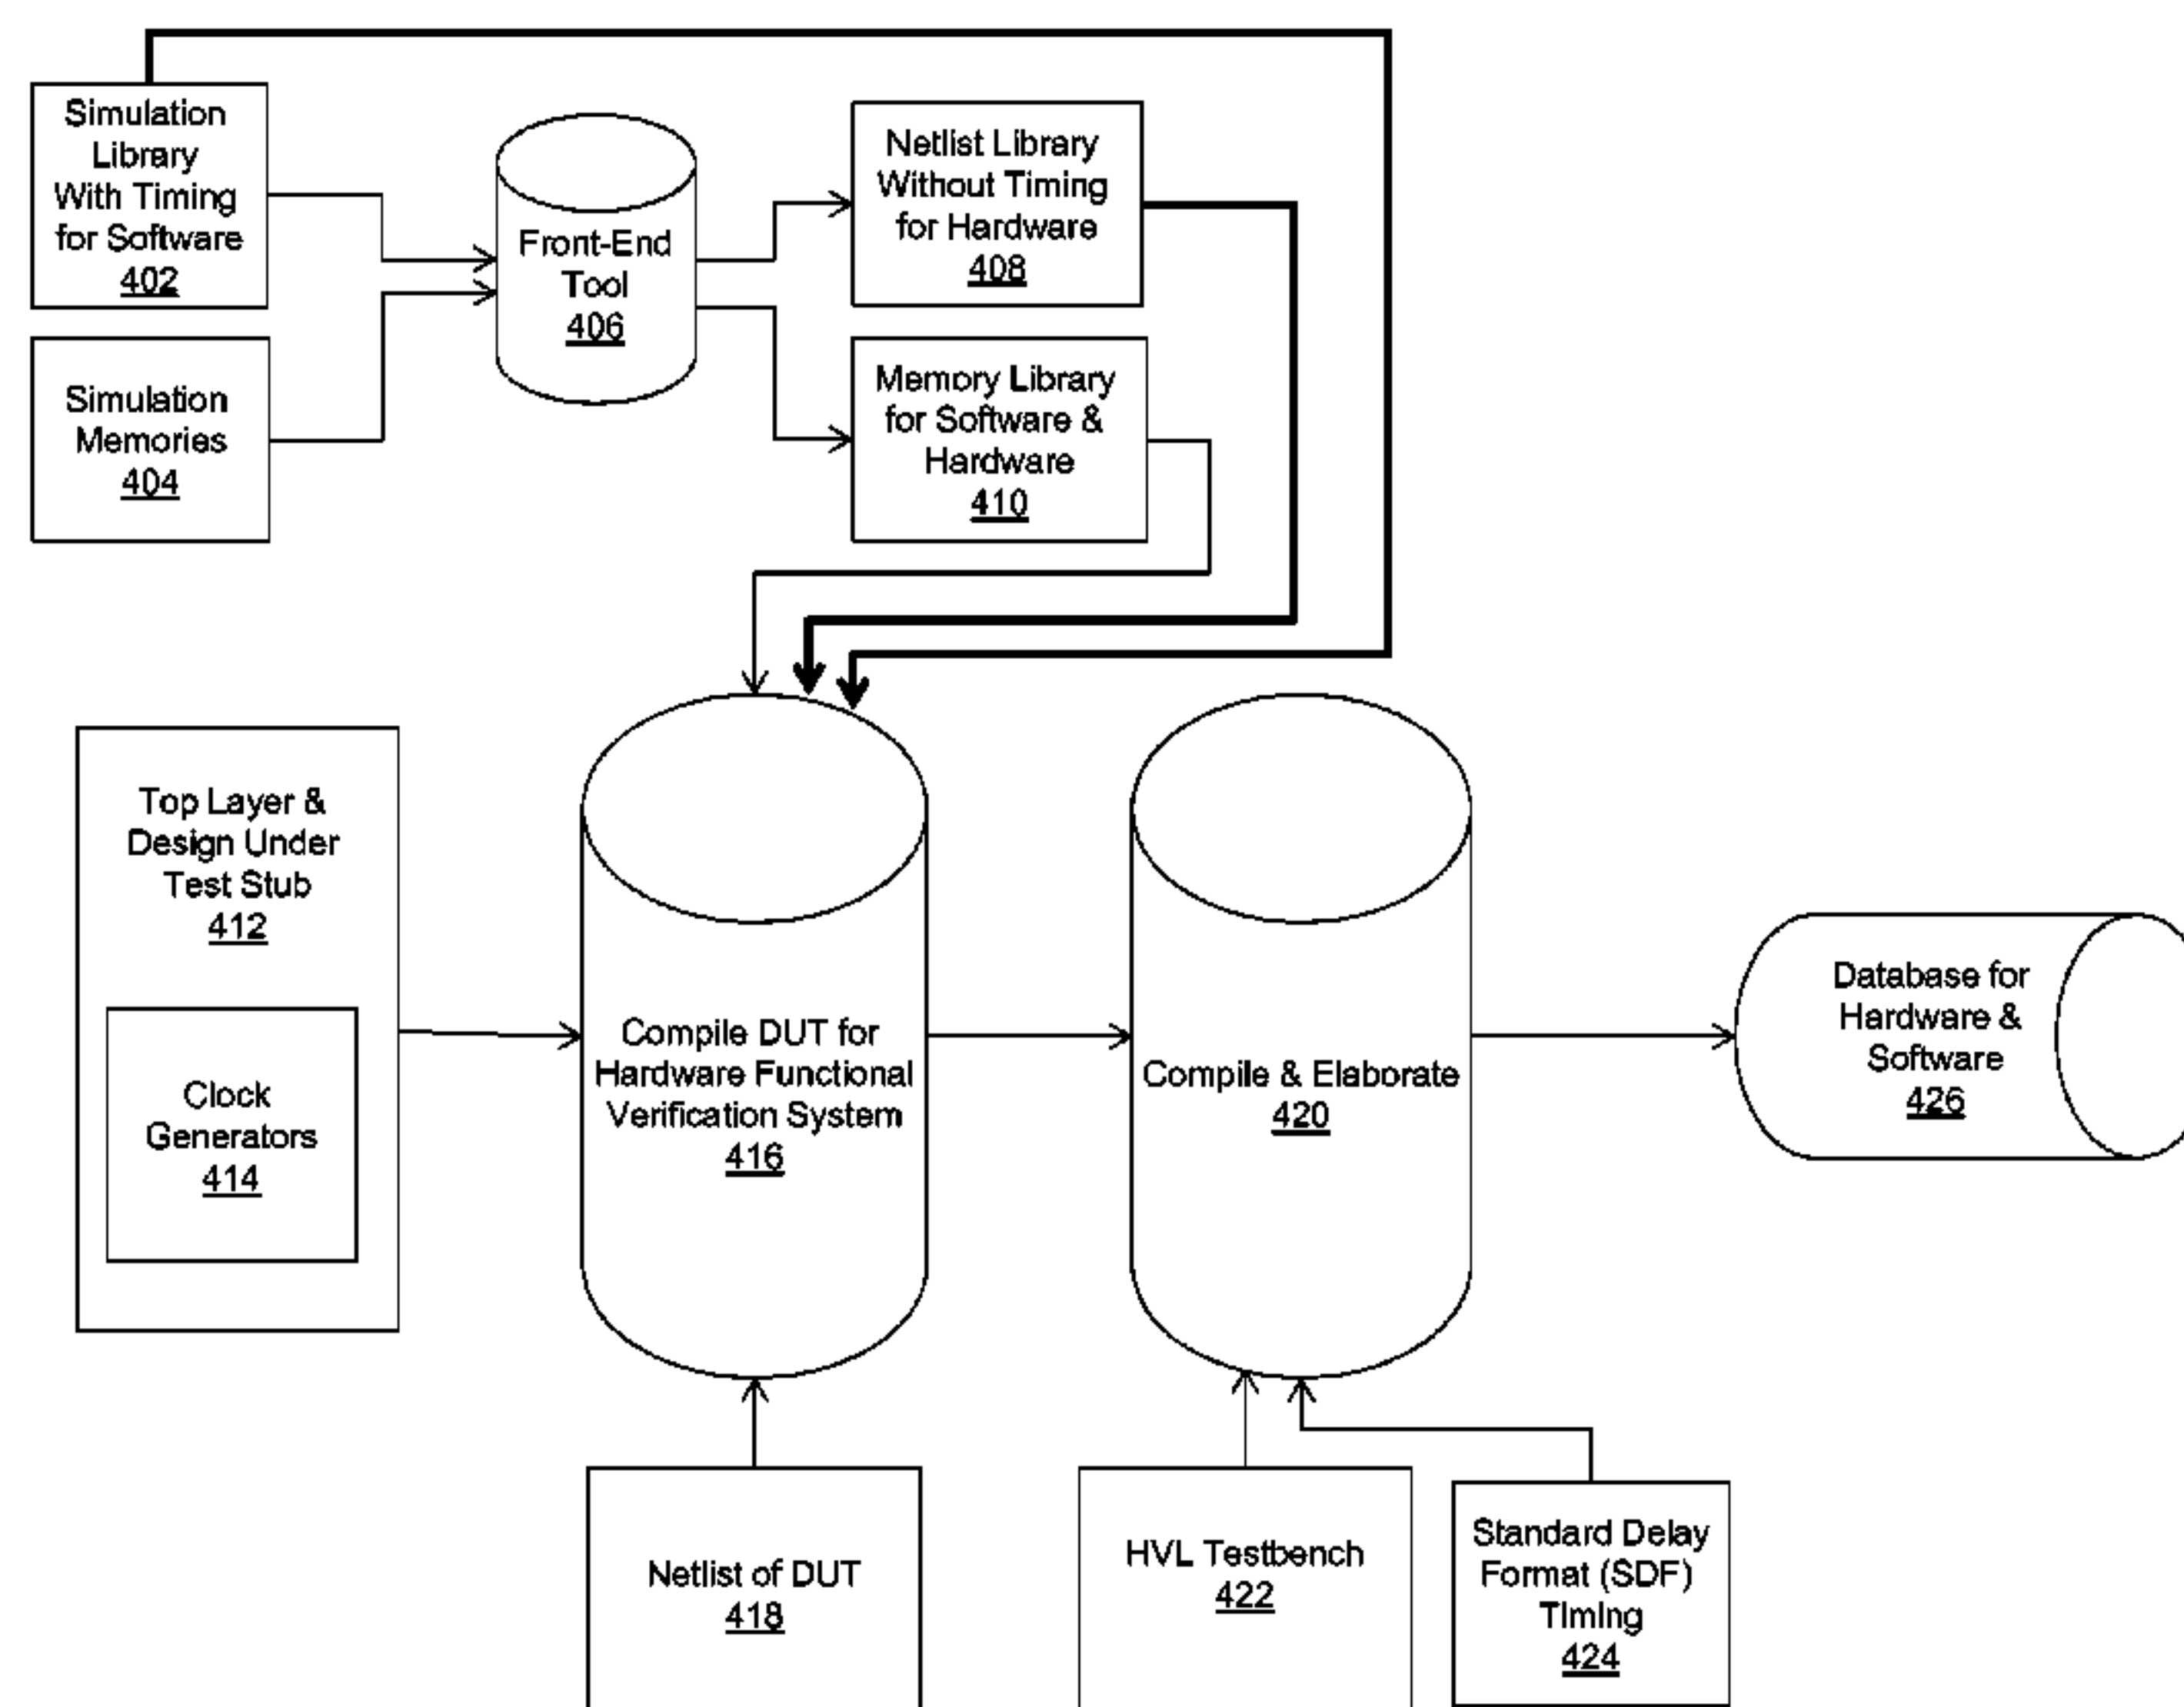 Simulation
Library
With Timing
for Software
402
Simulation
Memories
404
Front-End
Tool
406
Netlist Library
Without Timing
for Hardware
408
Memory Library
for Software &
Hardware
410
Top Layer &
Design Under
Test Stub
412
Clock
Generators
414
Compile DUT for
Hardware Functional
Verification System
416
Compile & Elaborate
420
Database for
Hardware &
Software
426
Netlist of DUT
418
HVL Testbench
422
Standard Delay
Format (SDF)
Timing
424